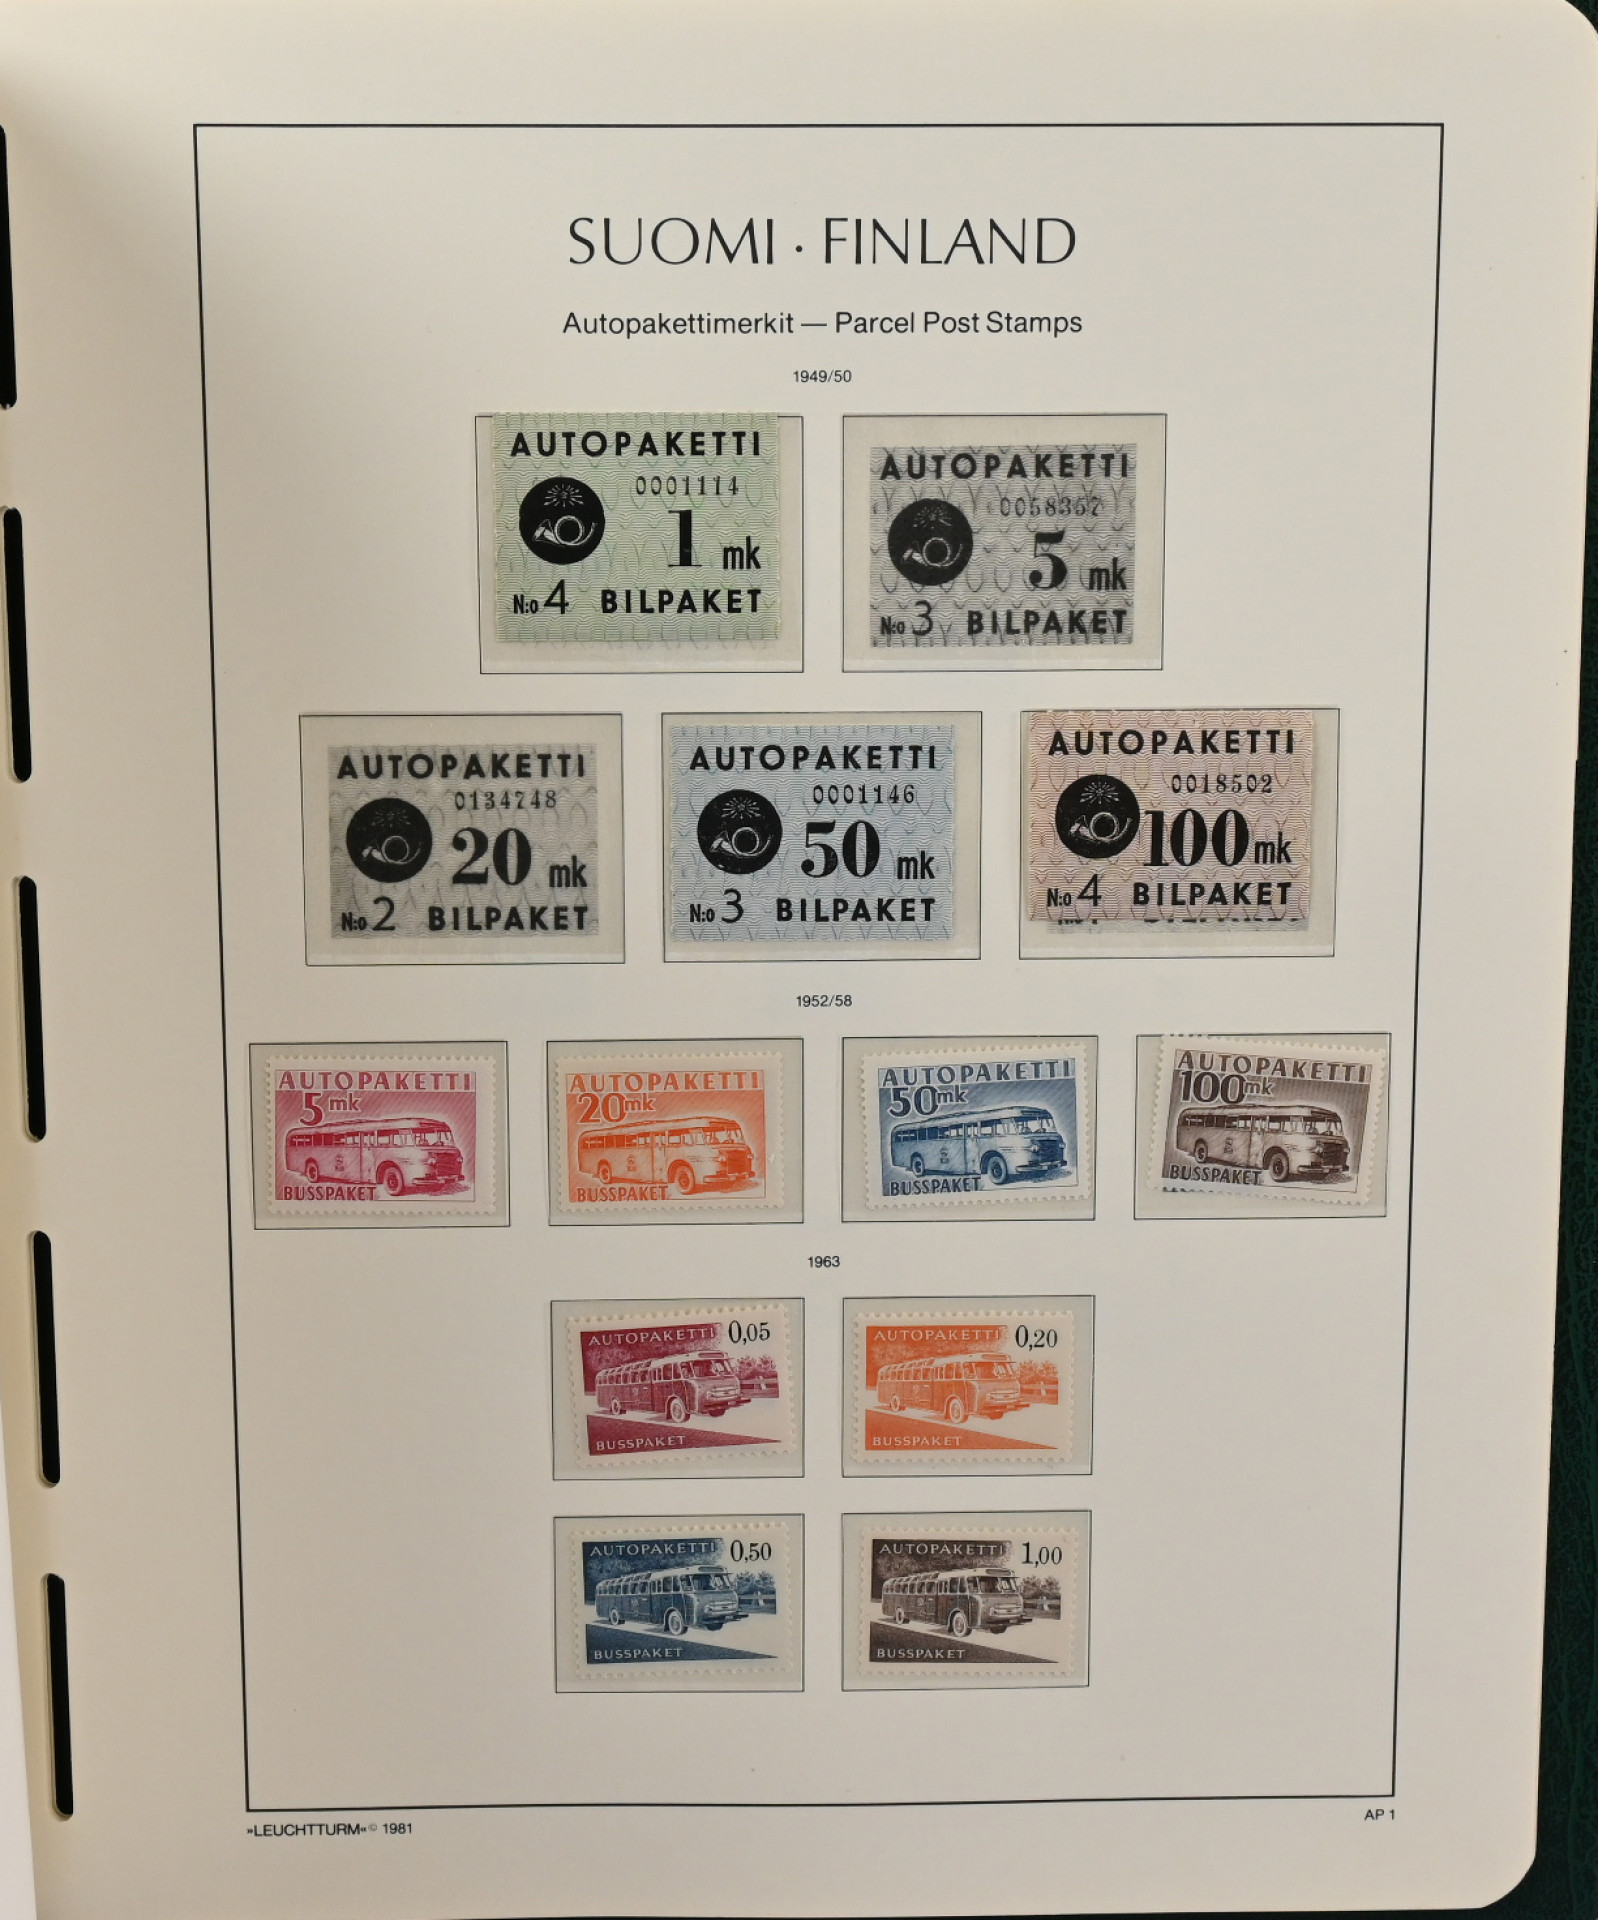 SUOMI · FINLAND
Autopakettimerkit — Parcel Post Stamps
1949/50
AUTOPAKETTI
0001114
1 mk
N:o 4 BILPAKET
AUTOPAKETTI
0058357
5 mk
N:o 3 BILPAKET
AUTOPAKETTI
0134748
20 mk
N:o 2 BILPAKET
AUTOPAKETTI
0001146
50 mk
N:o 3 BILPAKET
AUTOPAKETTI
0018502
100 mk
N:o 4 BILPAKET
1952/58
AUTOPAKETTI
5 mk
BUSSPAKET
AUTOPAKETTI
20 mk
BUSSPAKET
AUTOPAKETTI
50 mk
BUSSPAKET
AUTOPAKETTI
100 mk
BUSSPAKET
1963
AUTOPAKETTI 0,05
BUSSPAKET
AUTOPAKETTI 0,20
BUSSPAKET
AUTOPAKETTI 0,50
BUSSPAKET
AUTOPAKETTI 1,00
BUSSPAKET
»LEUCHTTURM«© 1981
AP 1